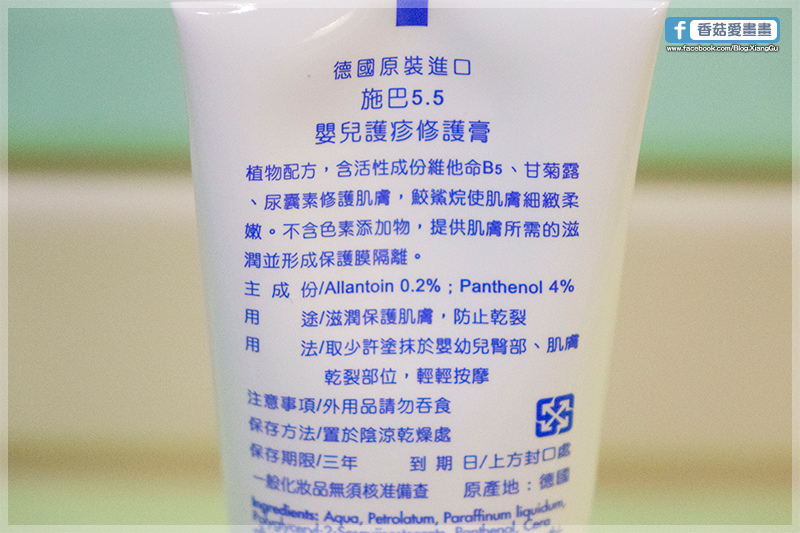 香菇愛畫畫
www.facebook.com/Blog.XiangGu
德國原裝進口
施巴5.5
嬰兒護疹修護膏
植物配方，含活性成份維他命B5、甘菊露
、尿囊素修護肌膚，鮫鯊烷使肌膚細緻柔
嫩。不含色素添加物，提供肌膚所需的滋
潤並形成保護膜隔離。
主成份/Allantoin 0.2%；Panthenol 4%
用途/滋潤保護肌膚，防止乾裂
用法/取少許塗抹於嬰幼兒臀部、肌膚
乾裂部位，輕輕按摩
注意事項/外用品請勿吞食
保存方法/置於陰涼乾燥處
保存期限/三年 到期日/上方封口處
一般化妝品無須核准備查 原產地：德國
Ingredients: Aqua, Petrolatum, Paraffinum liquidum,
Polyglyceryl-2-Sesquiisostearate, Panthenol, Cera